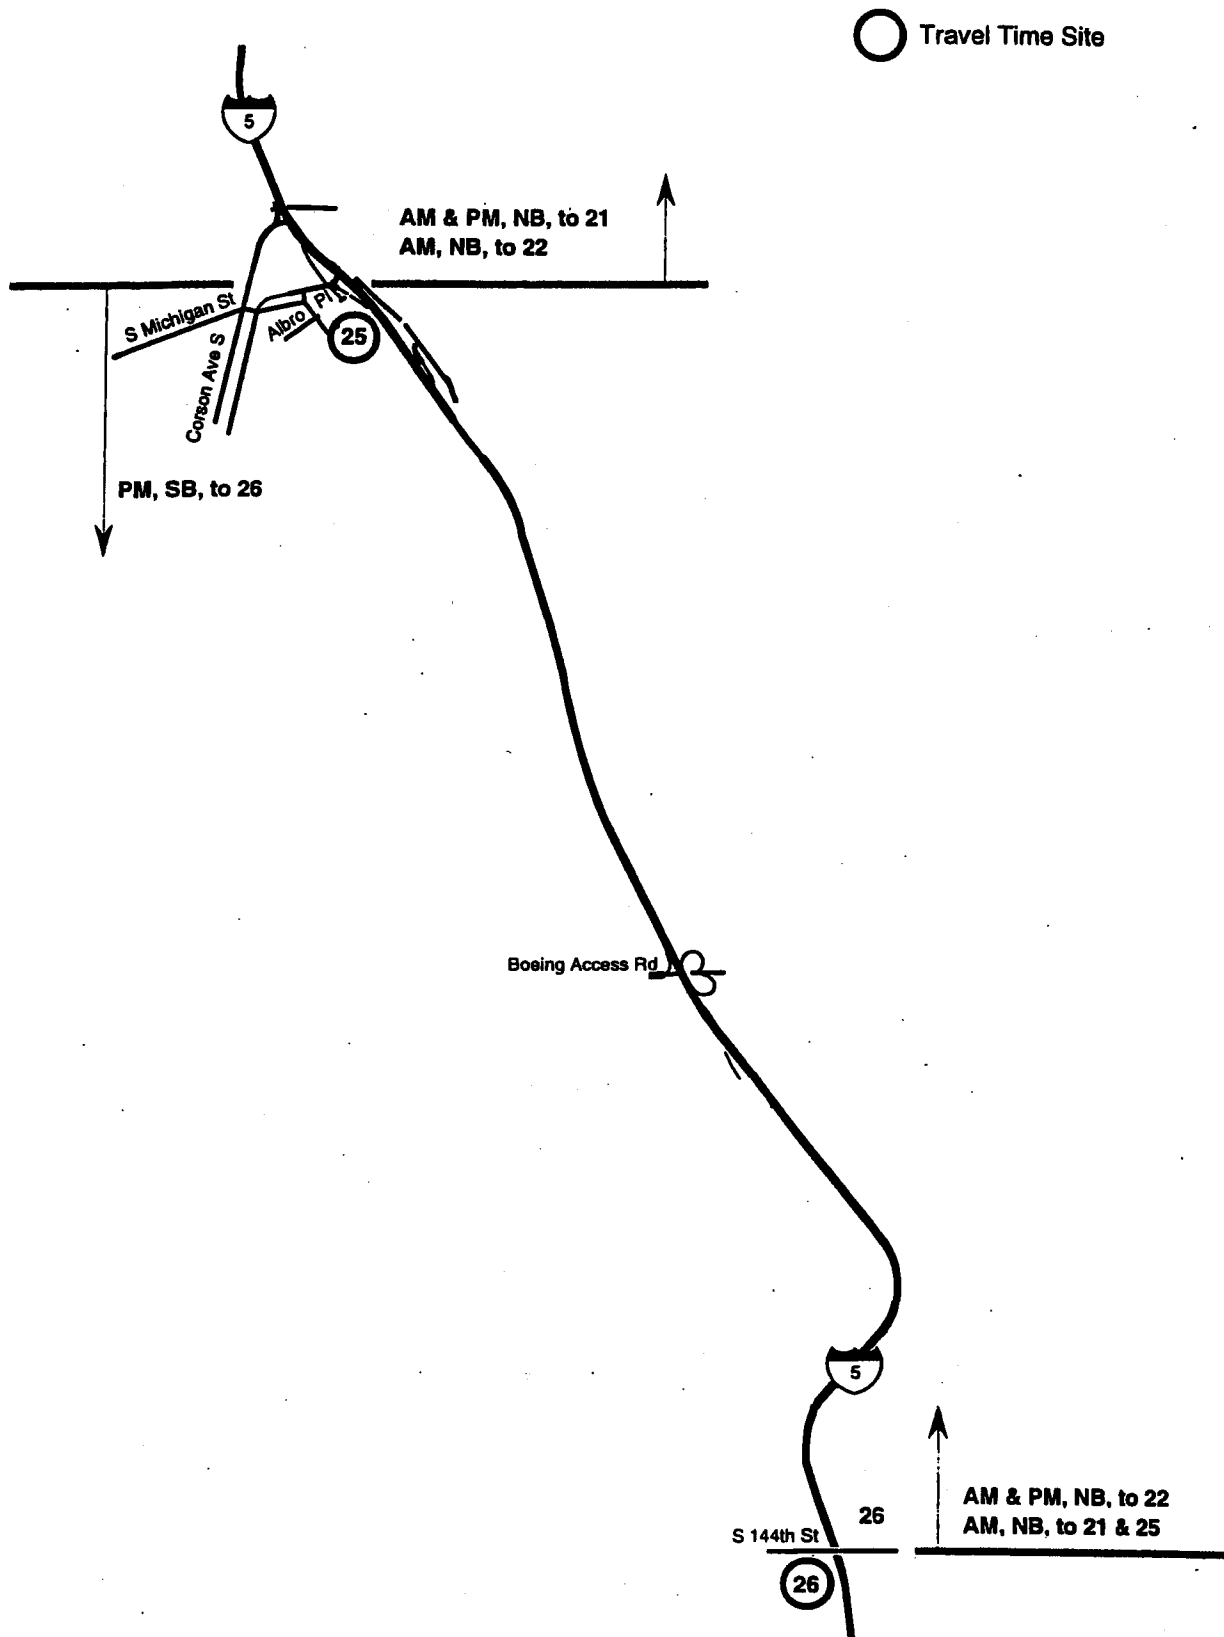 Travel Time Site
5
AM & PM, NB, to 21
AM, NB, to 22
S Michigan St
Albro
Pl
25
Corson Ave S
PM, SB, to 26
Boeing Access Rd
5
AM & PM, NB, to 22
AM, NB, to 21 & 25
26
S 144th St
26